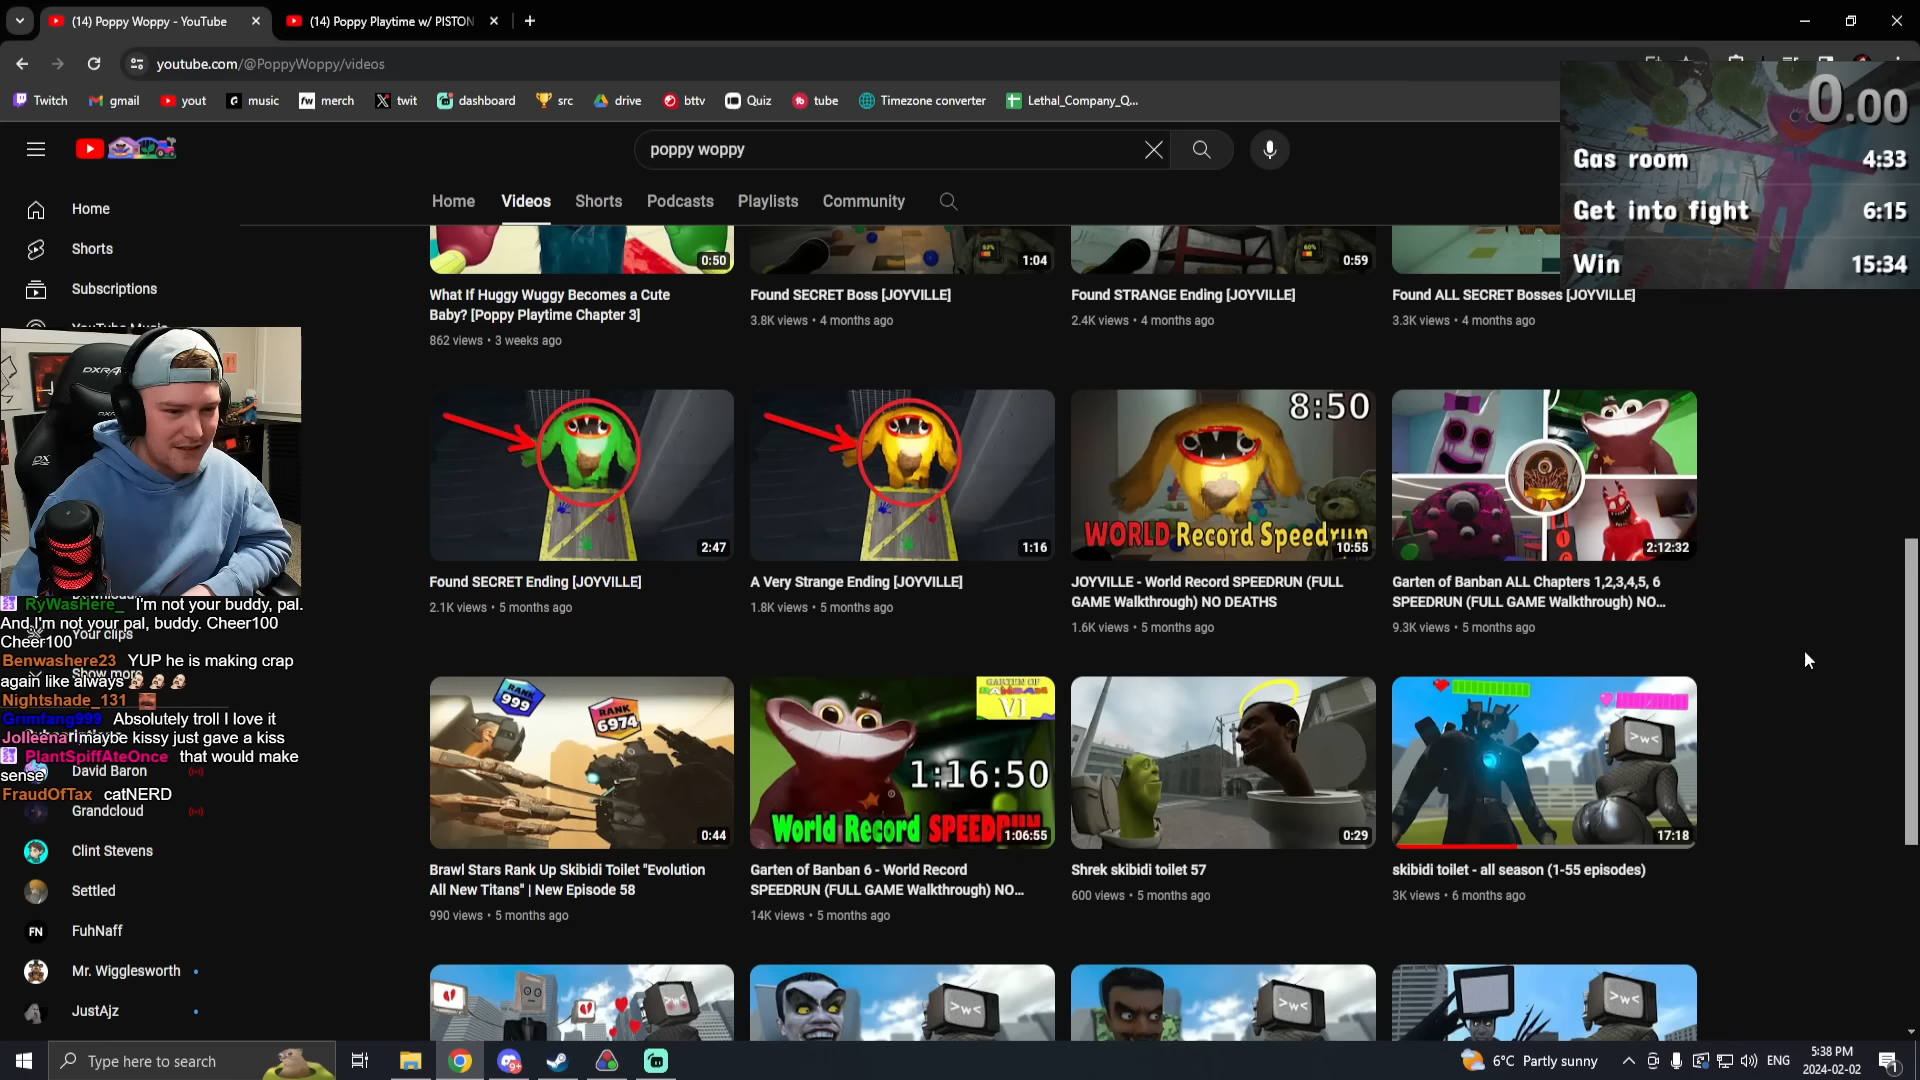 (14) Poppy Woppy - YouTube
(14) Poppy Playtime w/ PISTON
youtube.com/@PoppyWoppy/videos
Twitch
gmail
yout
music
merch
twit
dashboard
src
drive
bttv
Quiz
tube
Timezone converter
Lethal_Company_Q...
0.00
Gas room 4:33
Get into fight 6:15
Win 15:34
poppy woppy
Home
Videos
Shorts
Podcasts
Playlists
Community
Home
Shorts
Subscriptions
YouTube Music
0:50
What If Huggy Wuggy Becomes a Cute
Baby? [Poppy Playtime Chapter 3]
862 views • 3 weeks ago
1:04
Found SECRET Boss [JOYVILLE]
3.8K views • 4 months ago
0:59
Found STRANGE Ending [JOYVILLE]
2.4K views • 4 months ago
Found ALL SECRET Bosses [JOYVILLE]
3.3K views • 4 months ago
2:47
Found SECRET Ending [JOYVILLE]
2.1K views • 5 months ago
1:16
A Very Strange Ending [JOYVILLE]
1.8K views • 5 months ago
8:50
WORLD Record Speedrun
10:55
JOYVILLE - World Record SPEEDRUN (FULL
GAME Walkthrough) NO DEATHS
1.6K views • 5 months ago
2:12:32
Garten of Banban ALL Chapters 1,2,3,4,5, 6
SPEEDRUN (FULL GAME Walkthrough) NO...
9.3K views • 5 months ago
RyWasHere_ I'm not your buddy, pal.
And I'm not your pal, buddy. Cheer100
Cheer100
Your clips
Benwashere23 YUP he is making crap
again like always
Show more
Nightshade_131
Grimfang999 Absolutely troll I love it
Jolleenarf maybe kissy just gave a kiss
PlantSpiffAteOnce that would make
sense
FraudOfTax catNERD
David Baron
Grandcloud
Clint Stevens
Settled
FN FuhNaff
Mr. Wigglesworth
JustAjz
RANK
999
RANK
6974
0:44
Brawl Stars Rank Up Skibidi Toilet "Evolution
All New Titans" | New Episode 58
990 views • 5 months ago
GARTEN OF
BANBAN
VI
1:16:50
World Record SPEEDRUN
1:06:55
Garten of Banban 6 - World Record
SPEEDRUN (FULL GAME Walkthrough) NO...
14K views • 5 months ago
0:29
Shrek skibidi toilet 57
600 views • 5 months ago
>w<
17:18
skibidi toilet - all season (1-55 episodes)
3K views • 6 months ago
>w<
>w<
>w<
>w<
Type here to search
6°C Partly sunny
ENG
5:38 PM
2024-02-02